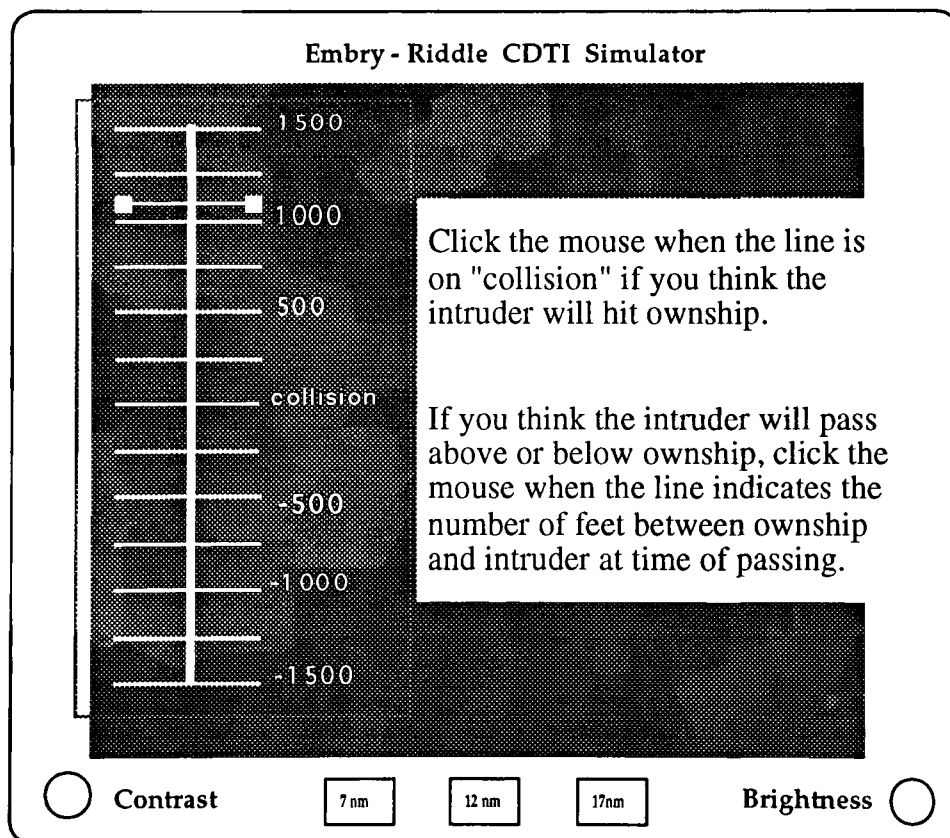 Embry - Riddle CDTI Simulator
1500
1000
500
collision
-500
-1000
-1500
Click the mouse when the line is
on "collision" if you think the
intruder will hit ownship.
If you think the intruder will pass
above or below ownship, click the
mouse when the line indicates the
number of feet between ownship
and intruder at time of passing.
Contrast
7 nm
12 nm
17nm
Brightness